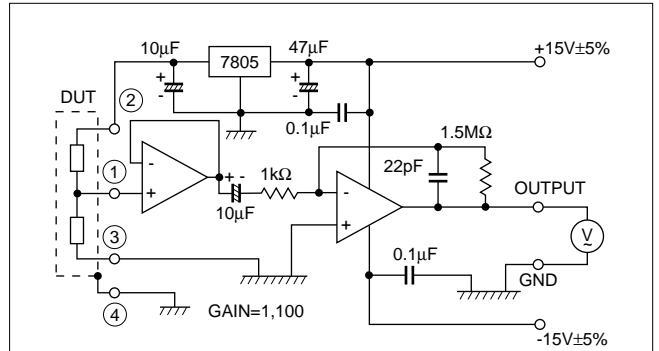 10μF
7805
47μF
+15V±5%
DUT
②
+
-
+
-
0.1μF
1.5MΩ
①
-
+
+ -
1kΩ
10μF
-
+
22pF
OUTPUT
V
~
③
0.1μF
GND
④
GAIN=1,100
-15V±5%